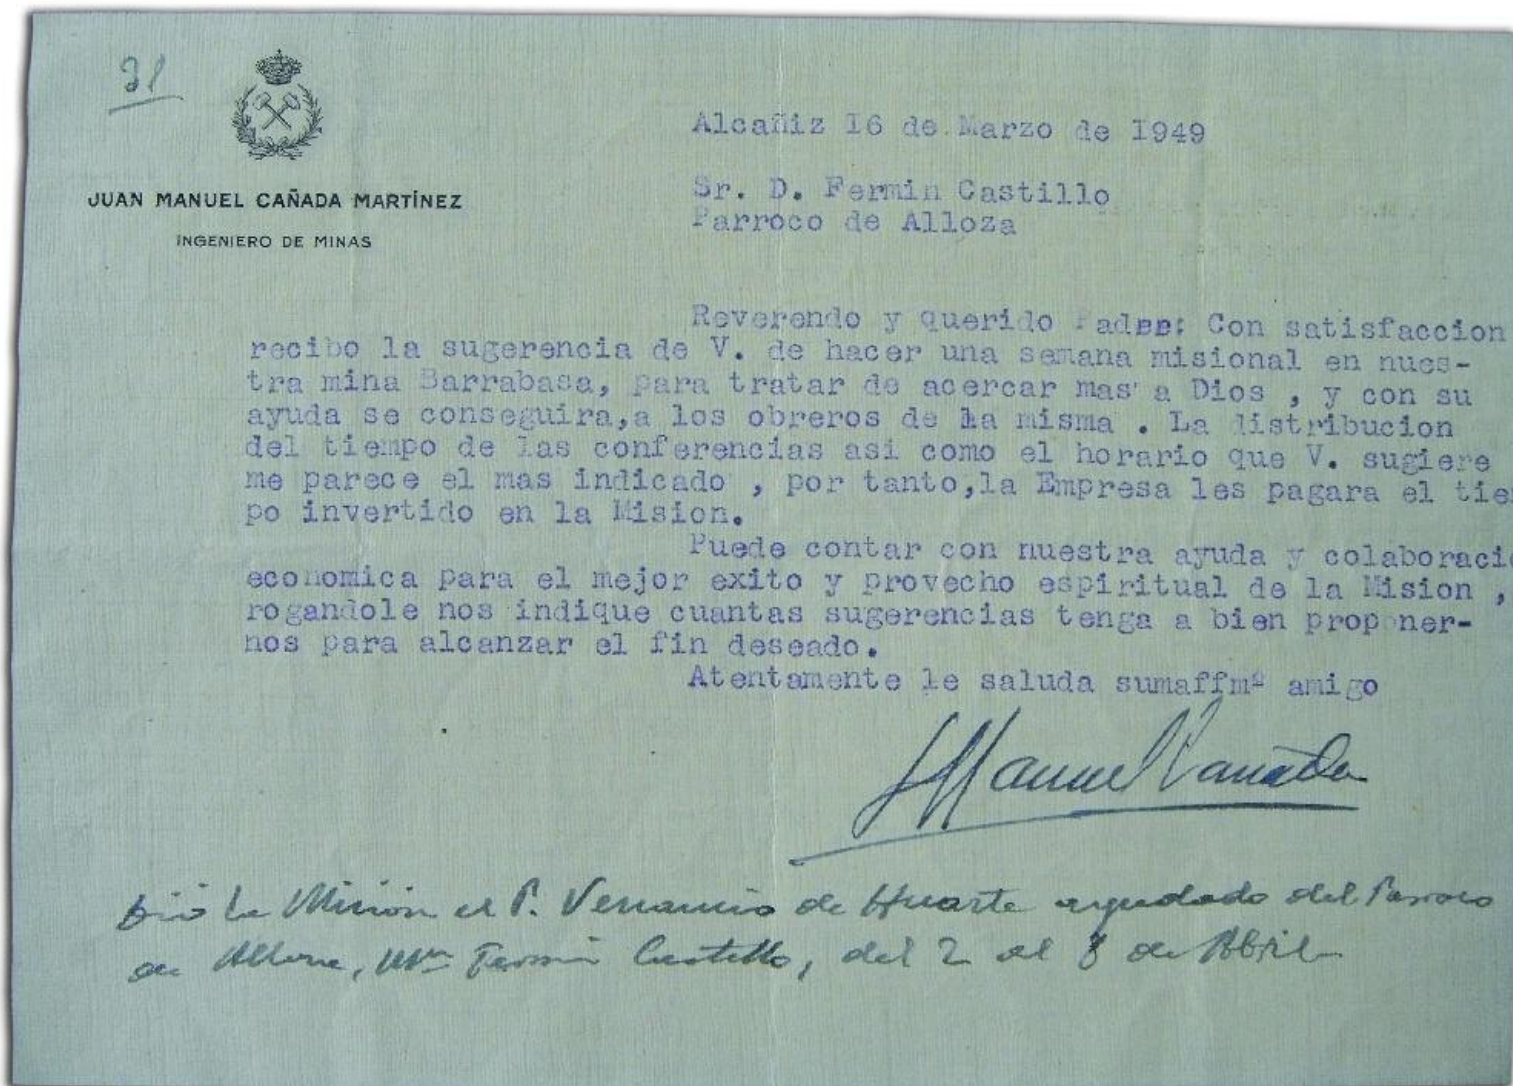 31
JUAN MANUEL CAÑADA MARTÍNEZ
INGENIERO DE MINAS
Alcañiz I6 de Marzo de I949
Sr. D. Fermin Castillo
Parroco de Alloza
Reverendo y querido Con satisfaccion
recibo la sugerencia de V. de hacer una semana misional en nues-
tra mina Barrabasa, para tratar de acercar mas a Dios , y con su
ayuda se conseguira,a los obreros de la misma . La distribucion
del tiempo de las conferencias asi como el horario que V. sugiere
me parece el mas indicado , por tanto,la Empresa les pagara el tie
po invertido en la Mision.
Puede contar con nuestra ayuda y colaboraci
economica para el mejor exito y provecho espiritual de la Mision ,
rogandole nos indique cuantas sugerencias tenga a bien proponer-
nos para alcanzar el fin deseado.
Atentamente le saluda sumaffmº amigo
JManuel Cañada
Dió la Misión el P. Venancio de Huarte ayudado del Parroco
de Alloza, Mn Fermin Castillo, del 2 al 8 de Abril